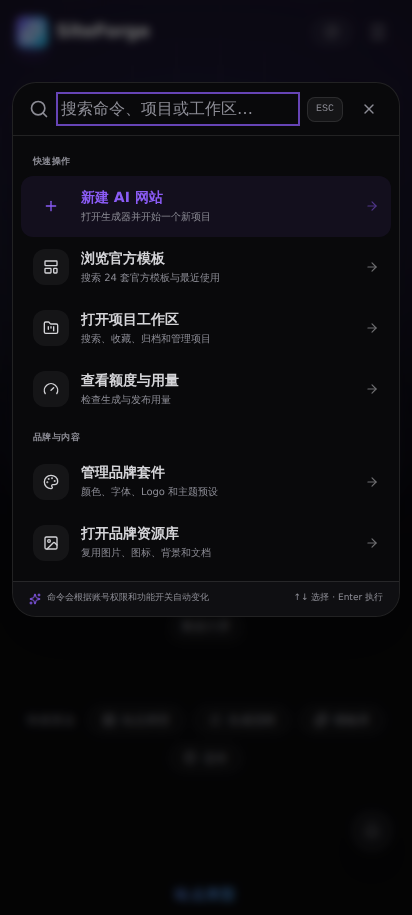 SiteForge
搜索命令、项目或工作区...
ESC
快速操作
新建 AI 网站
打开生成器并开始一个新项目
浏览官方模板
搜索 24 套官方模板与最近使用
打开项目工作区
搜索、收藏、归档和管理项目
查看额度与用量
检查生成与发布用量
品牌与内容
管理品牌套件
颜色、字体、Logo 和主题预设
打开品牌资源库
复用图片、图标、背景和文档
命令会根据账号权限和功能开关自动变化
↑↓ 选择 · Enter 执行